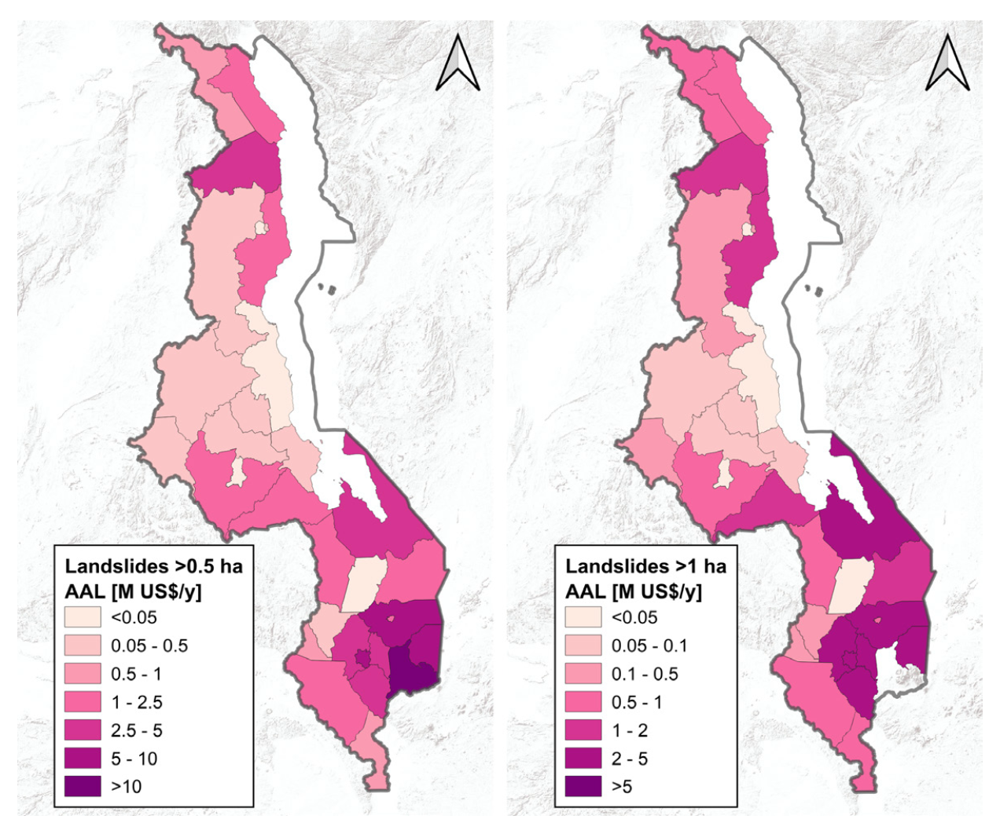 Landslides >0.5 ha
AAL [M US$/y]
<0.05
0.05 - 0.5
0.5 - 1
1 - 2.5
2.5 - 5
5 - 10
>10
Landslides >1 ha
AAL [M US$/y]
<0.05
0.05 - 0.1
0.1 - 0.5
0.5 - 1
1 - 2
2 - 5
>5